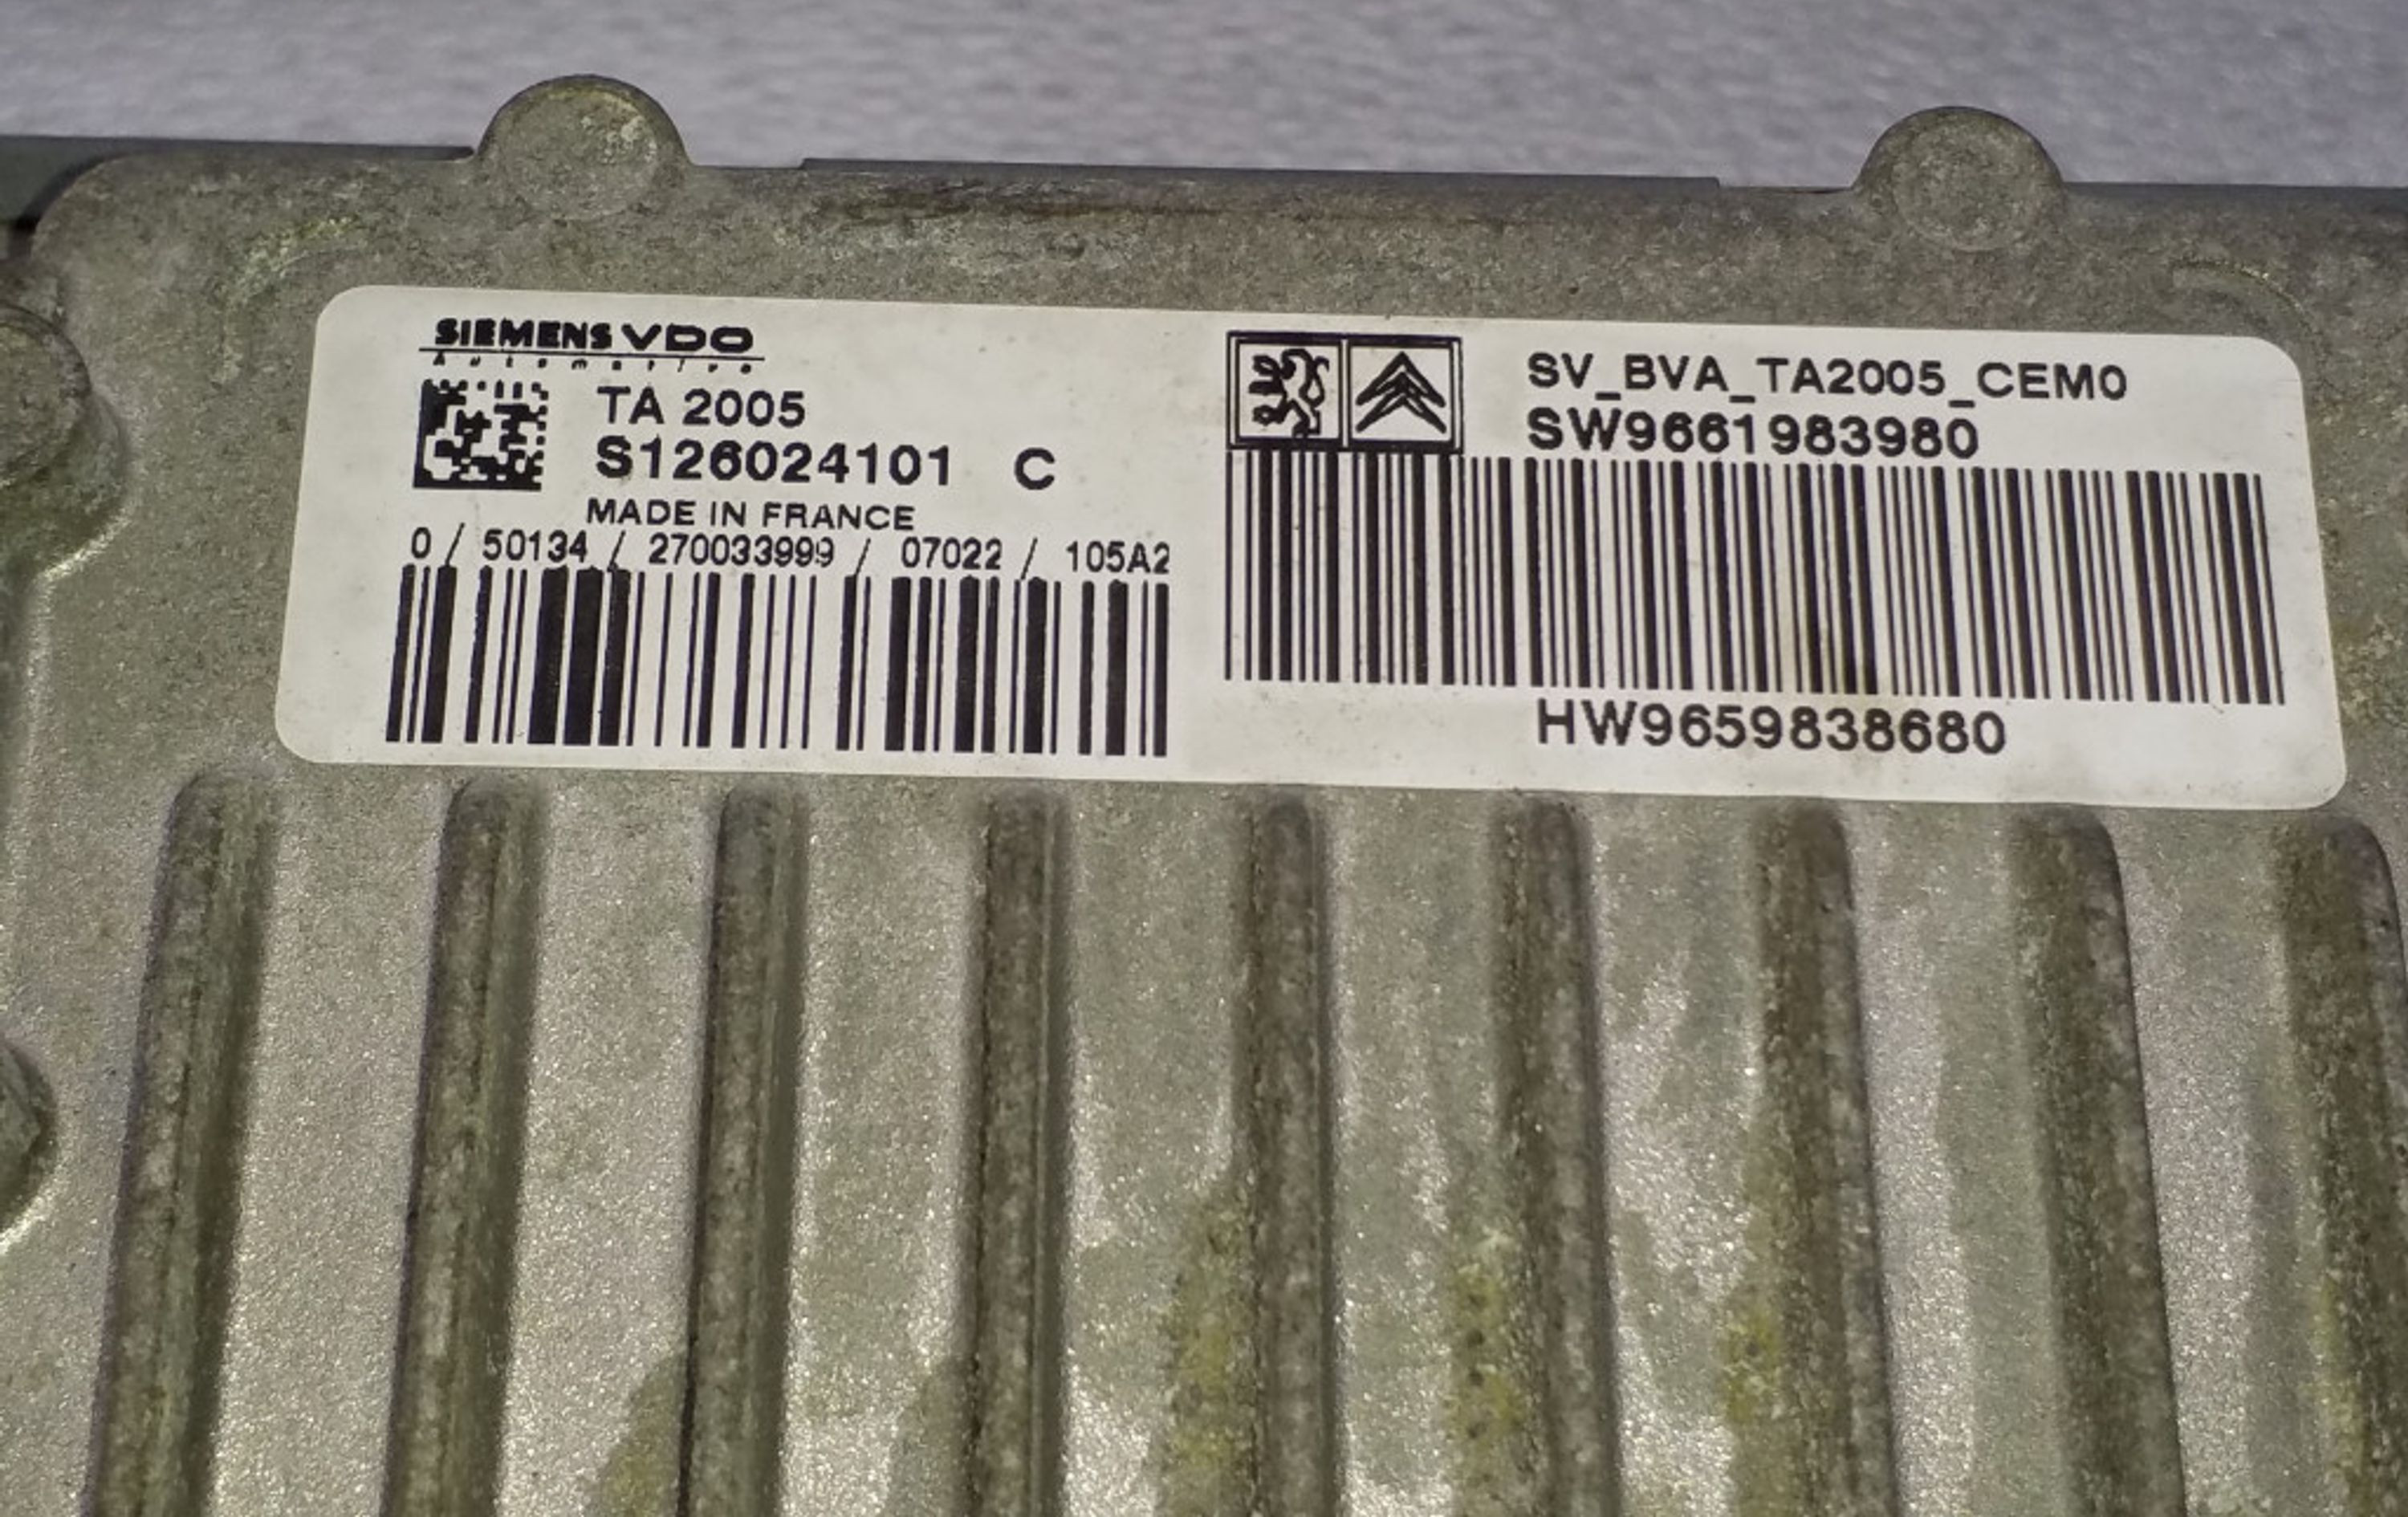 SIEMENS VDO
Automotive
TA 2005
S126024101 C
MADE IN FRANCE
0 / 50134 / 270033999 / 07022 / 105A2
SV_BVA_TA2005_CEM0
SW9661983980
HW9659838680